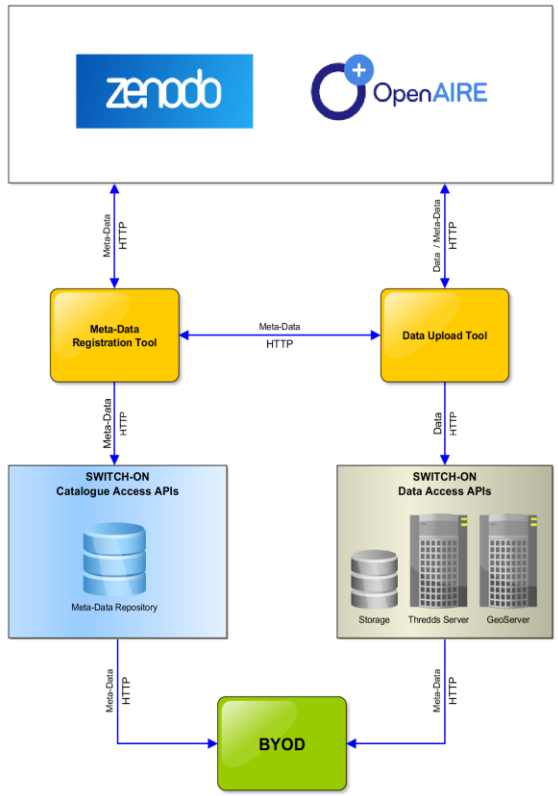 zenodo
OpenAIRE
Meta-Data
HTTP
Data / Meta-Data
HTTP
Meta-Data
Registration Tool
Meta-Data
HTTP
Data Upload Tool
Meta-Data
HTTP
Data
HTTP
SWITCH-ON
Catalogue Access APIs
Meta-Data Repository
SWITCH-ON
Data Access APIs
Storage
Thredds Server
GeoServer
Meta-Data
HTTP
Meta-Data
HTTP
BYOD